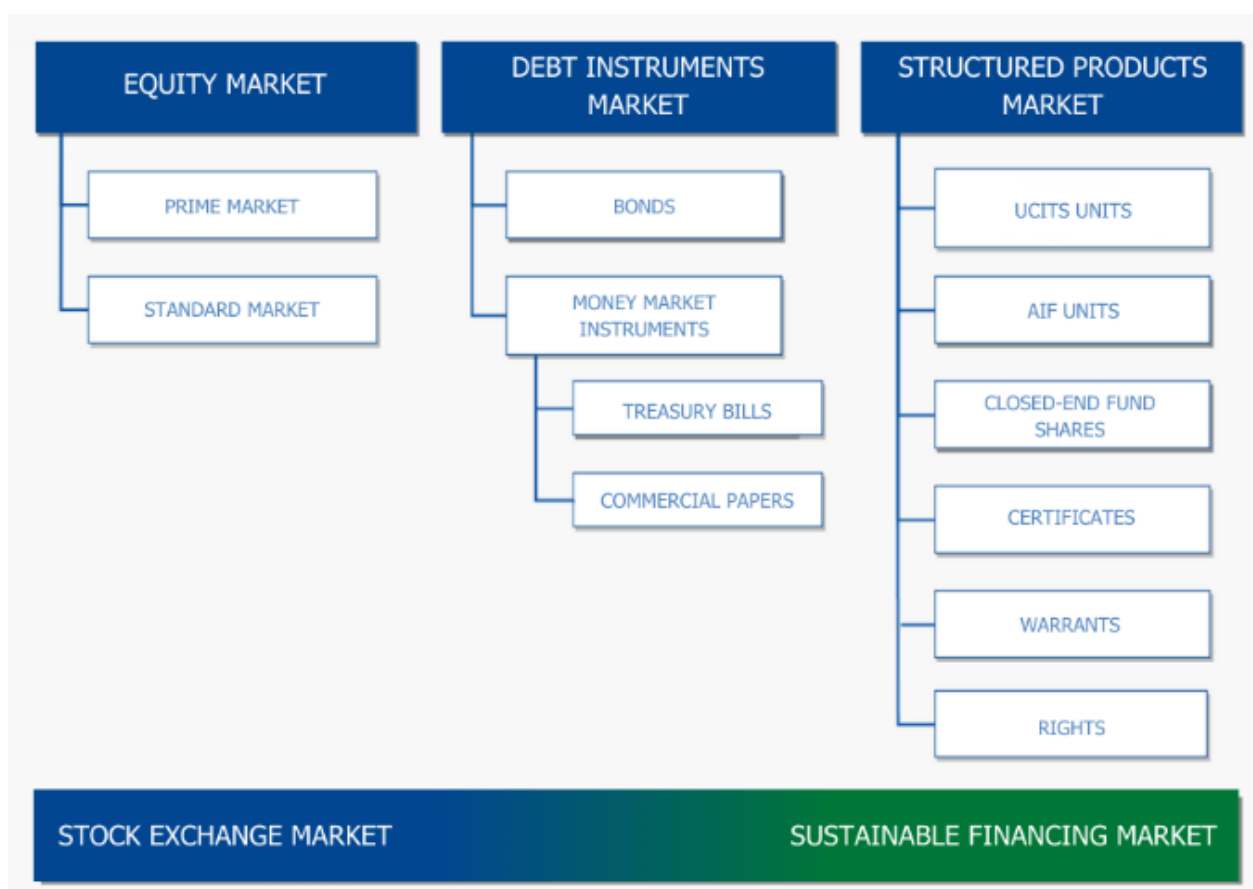 EQUITY MARKET
PRIME MARKET
STANDARD MARKET
DEBT INSTRUMENTS
MARKET
BONDS
MONEY MARKET
INSTRUMENTS
TREASURY BILLS
COMMERCIAL PAPERS
STRUCTURED PRODUCTS
MARKET
UCITS UNITS
AIF UNITS
CLOSED-END FUND
SHARES
CERTIFICATES
WARRANTS
RIGHTS
STOCK EXCHANGE MARKET
SUSTAINABLE FINANCING MARKET